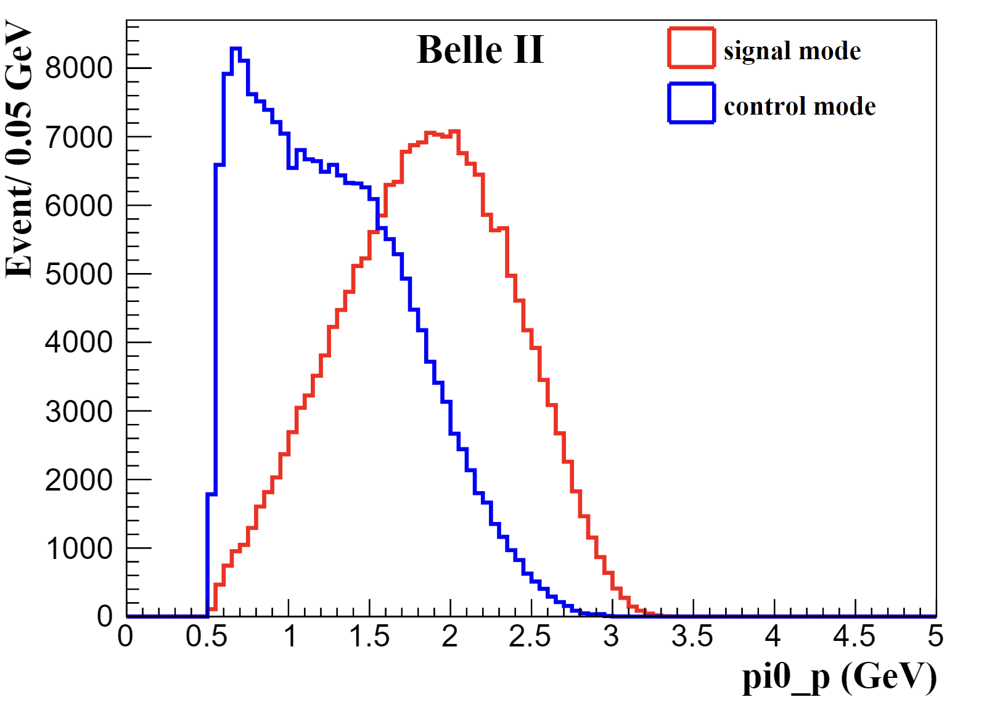 Belle II
signal mode
control mode
Event/ 0.05 GeV
8000
7000
6000
5000
4000
3000
2000
1000
0
0 0.5 1 1.5 2 2.5 3 3.5 4 4.5 5
pi0_p (GeV)